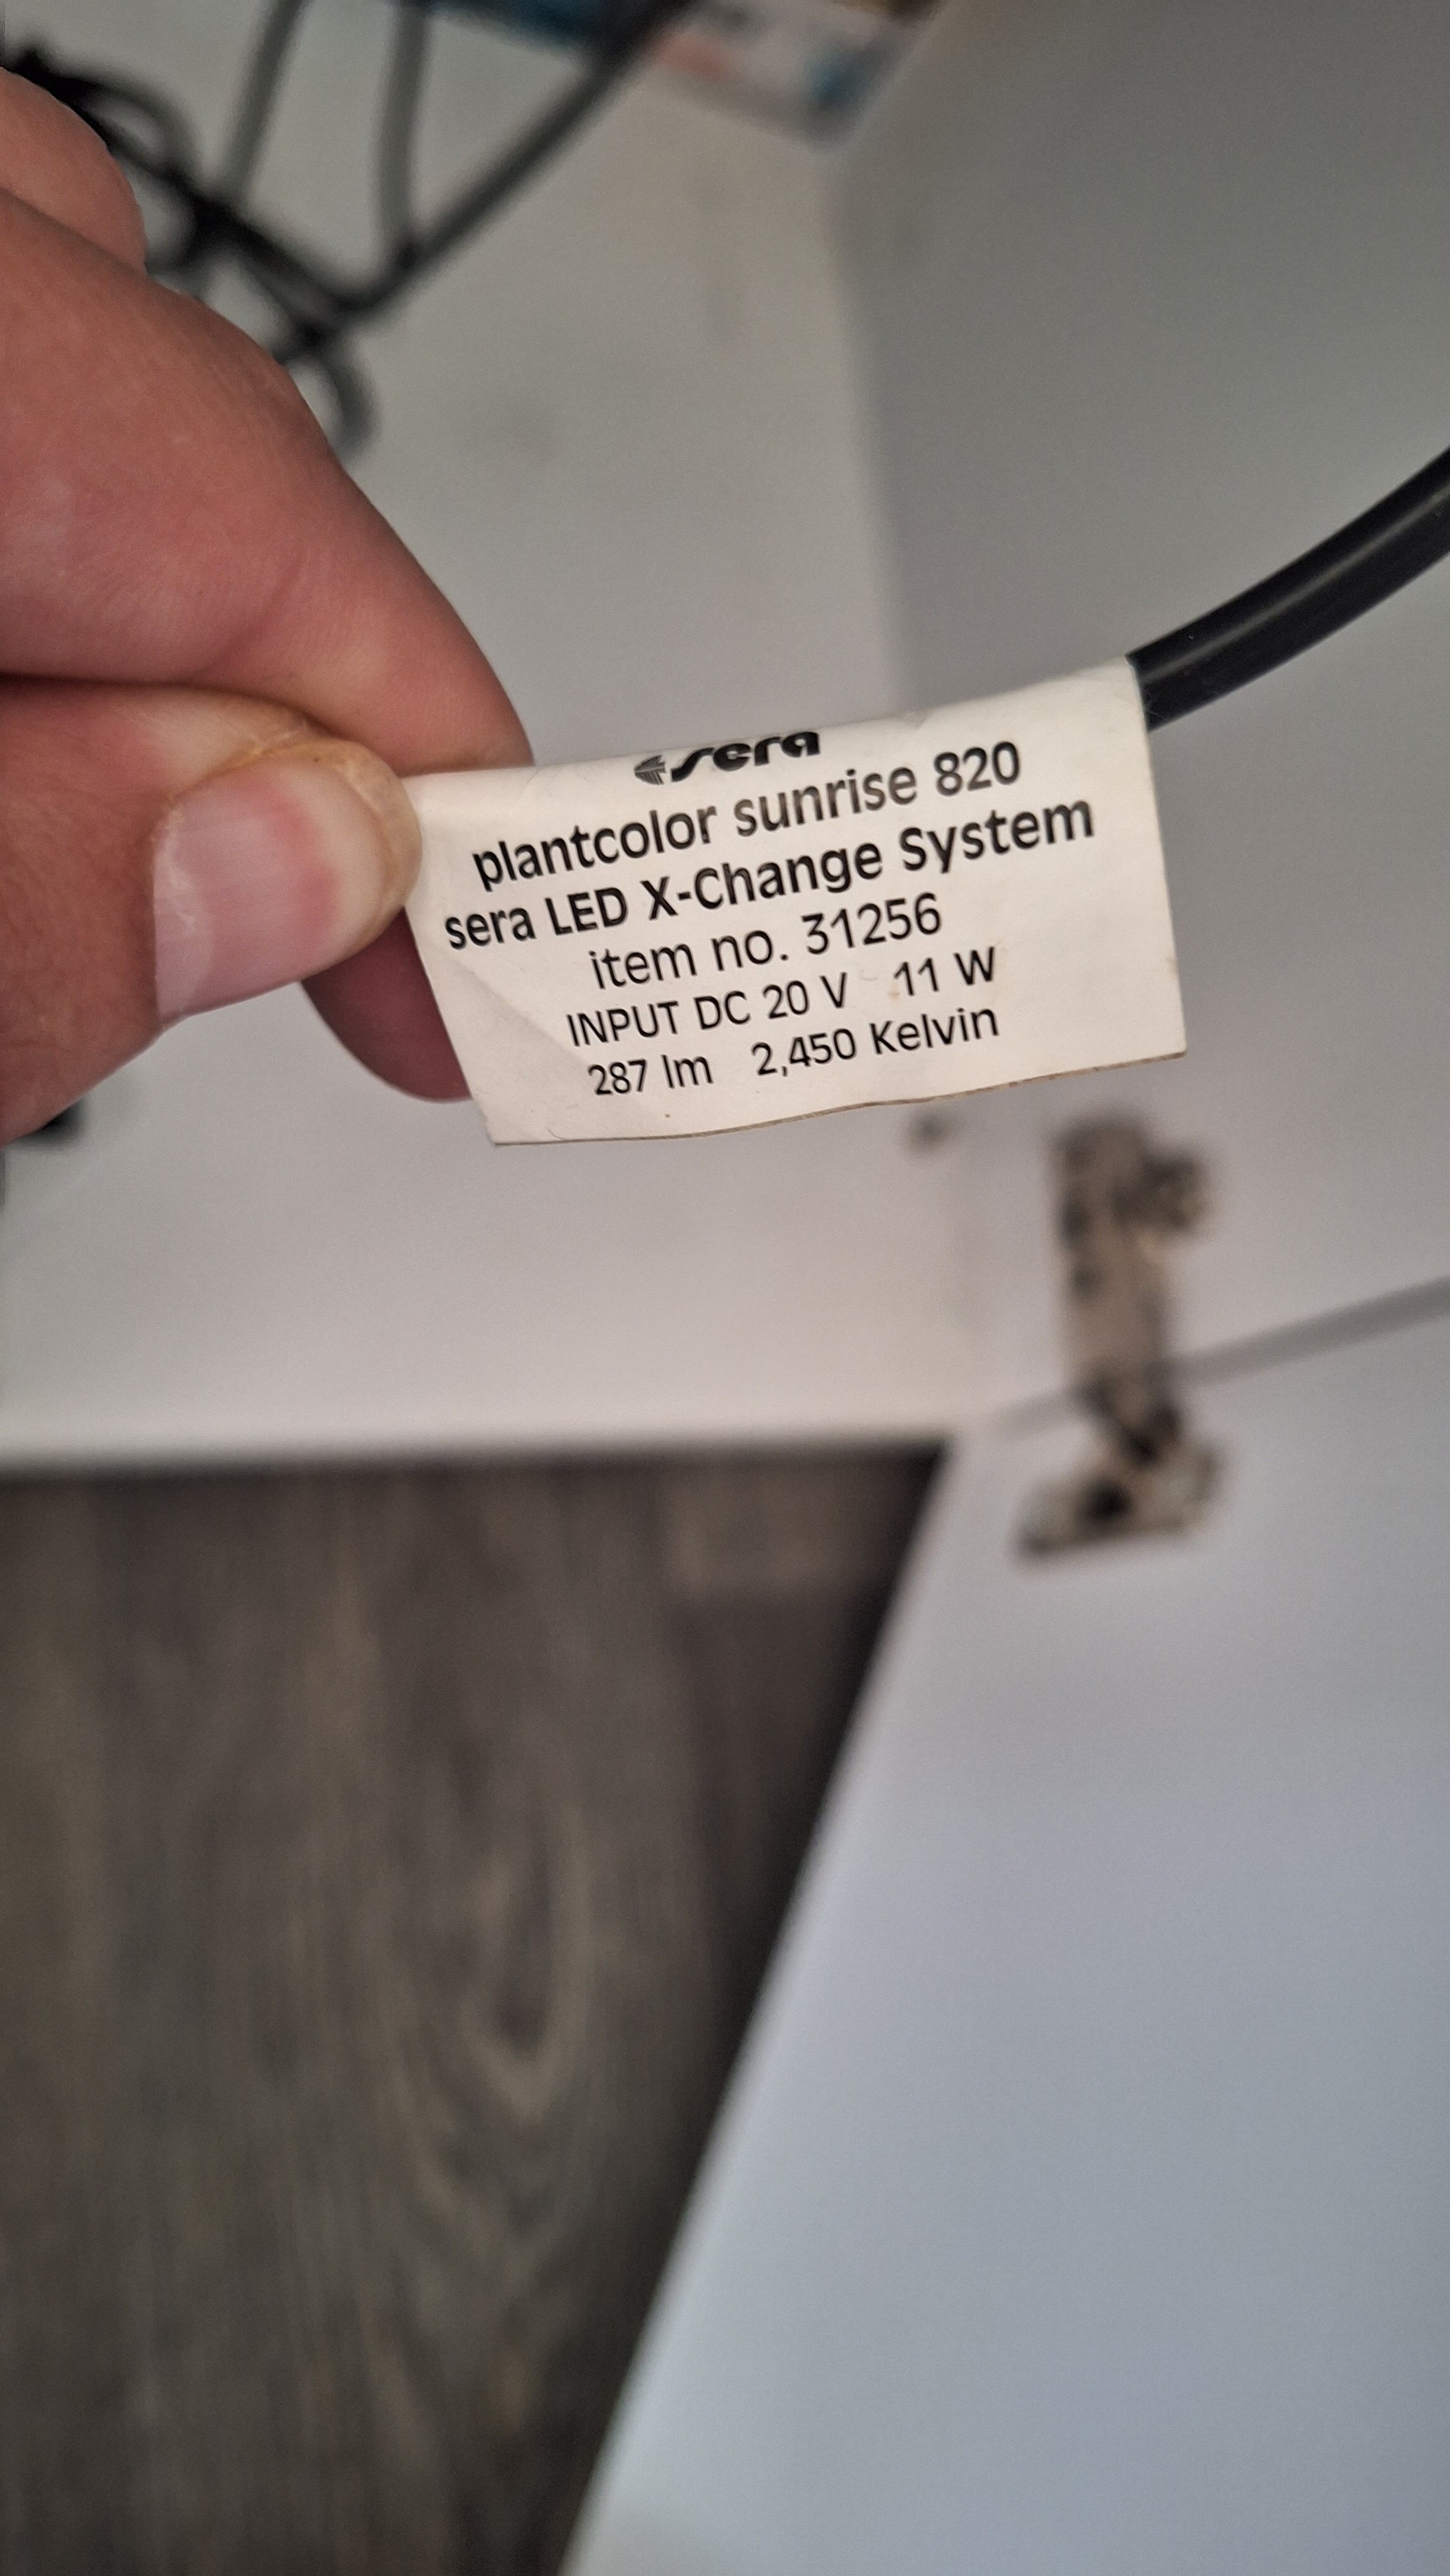 sera
plantcolor sunrise 820
sera LED X-Change System
item no. 31256
INPUT DC 20 V 11 W
287 lm 2,450 Kelvin